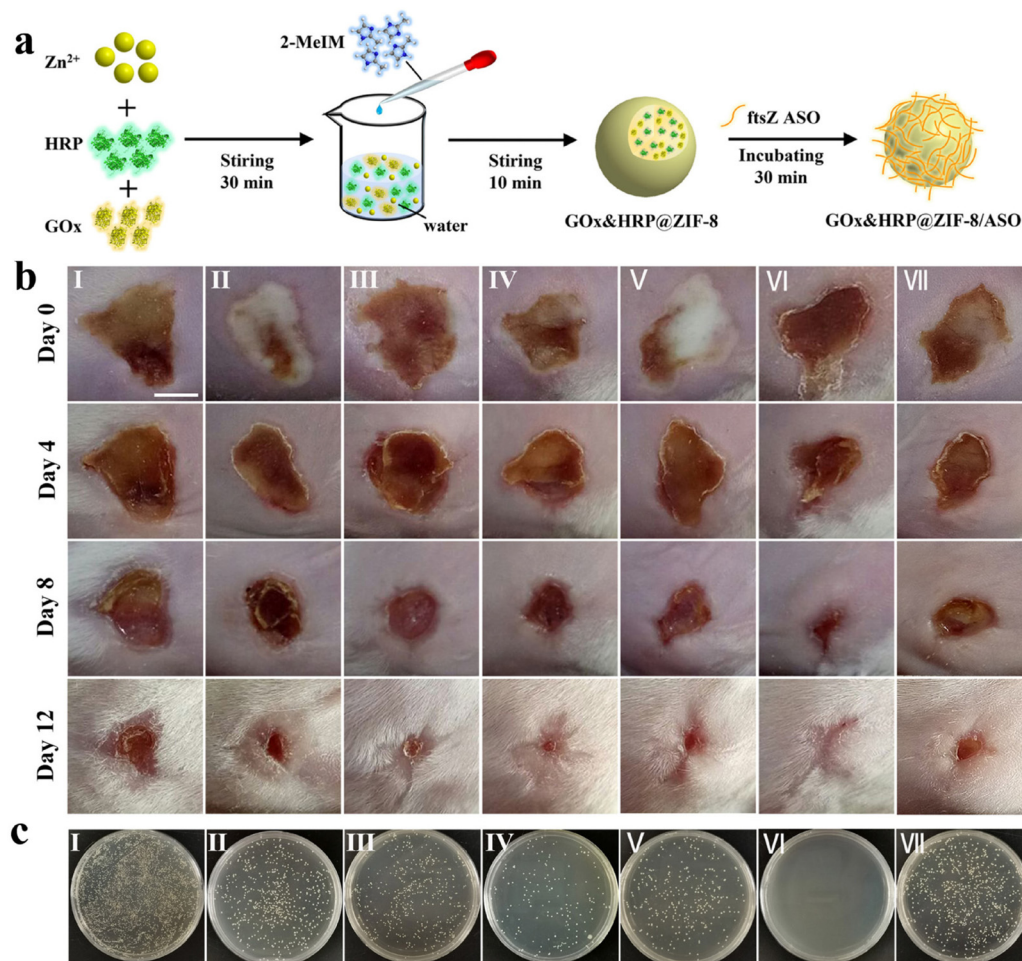 a
Zn²⁺
+
HRP
+
GOx
Stiring
30 min
2-MeIM
water
Stiring
10 min
GOx&HRP@ZIF-8
ftsZ ASO
Incubating
30 min
GOx&HRP@ZIF-8/ASO
b
I II III IV V VI VII
Day 0
Day 4
Day 8
Day 12
c
I II III IV V VI VII